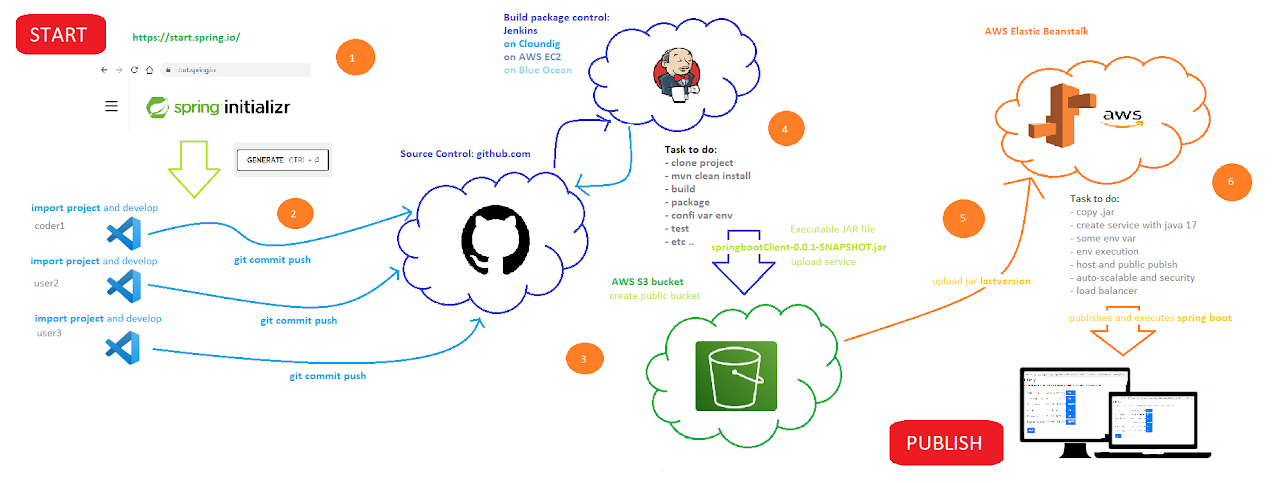 START
https://start.spring.io/
1
start.spring.io
spring initializr
GENERATE CTRL +
import project and develop
coder1
2
git commit push
import project and develop
user2
git commit push
import project and develop
user3
git commit push
Source Control: github.com
Build package control:
Jenkins
on Cloundig
on AWS EC2
on Blue Ocean
4
Task to do:
- clone project
- mvn clean install
- build
- package
- confi var env
- test
- etc ..
Executable JAR file
springbootClient-0.0.1-SNAPSHOT.jar
upload service
AWS S3 bucket
create public bucket
3
5
upload jar lastversion
AWS Elastic Beanstalk
aws
6
Task to do:
- copy .jar
- create service with java 17
- some env var
- env execution
- host and public pubish
- auto-scalable and security
- load balancer
publishes and executes spring boot
PUBLISH